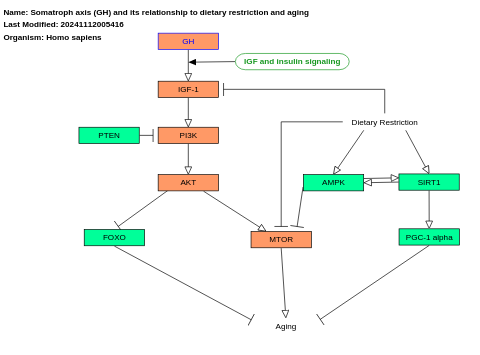 Name: Somatroph axis (GH) and its relationship to dietary restriction and aging
Last Modified: 20241112005416
Organism: Homo sapiens
GH
IGF and insulin signaling
IGF-1
Dietary Restriction
PTEN
PI3K
AKT
AMPK
SIRT1
FOXO
MTOR
PGC-1 alpha
Aging